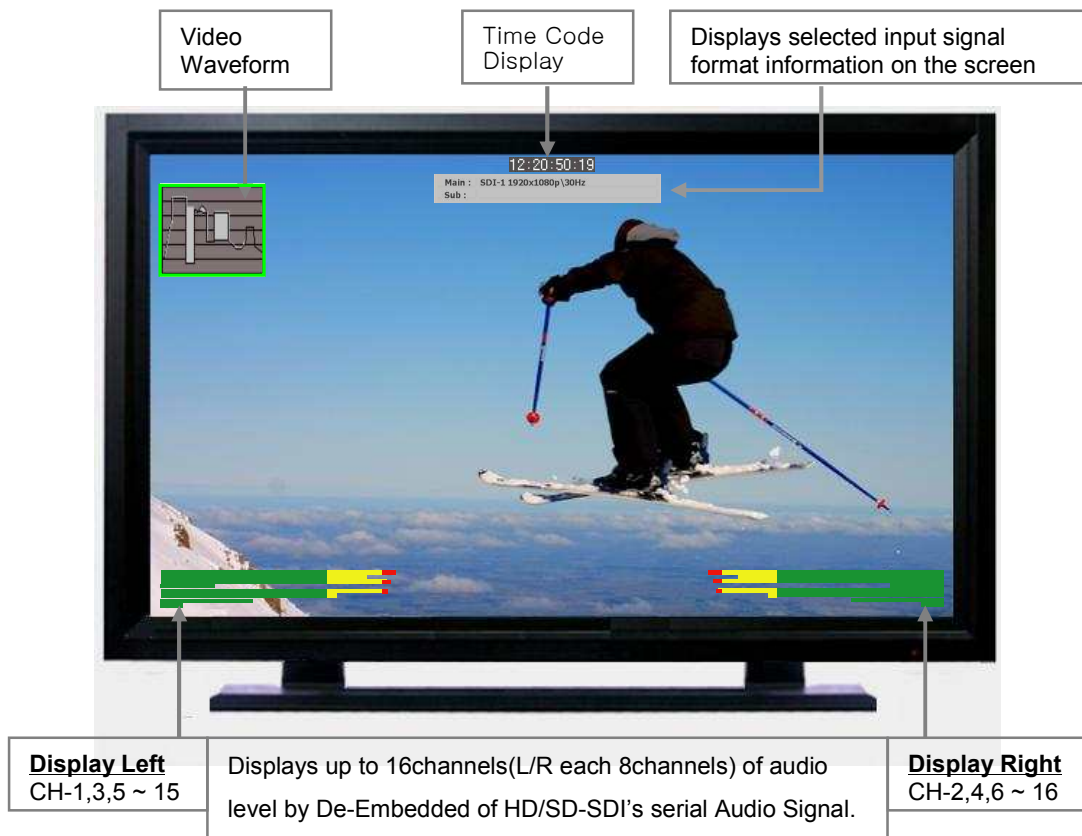 Video
Waveform
Time Code
Display
Displays selected input signal
format information on the screen
12:20:50:19
Main : SDI-1 1920x1080p\30Hz
Sub :
Display Left
CH-1,3,5 ~ 15
Displays up to 16channels(L/R each 8channels) of audio
level by De-Embedded of HD/SD-SDI's serial Audio Signal.
Display Right
CH-2,4,6 ~ 16